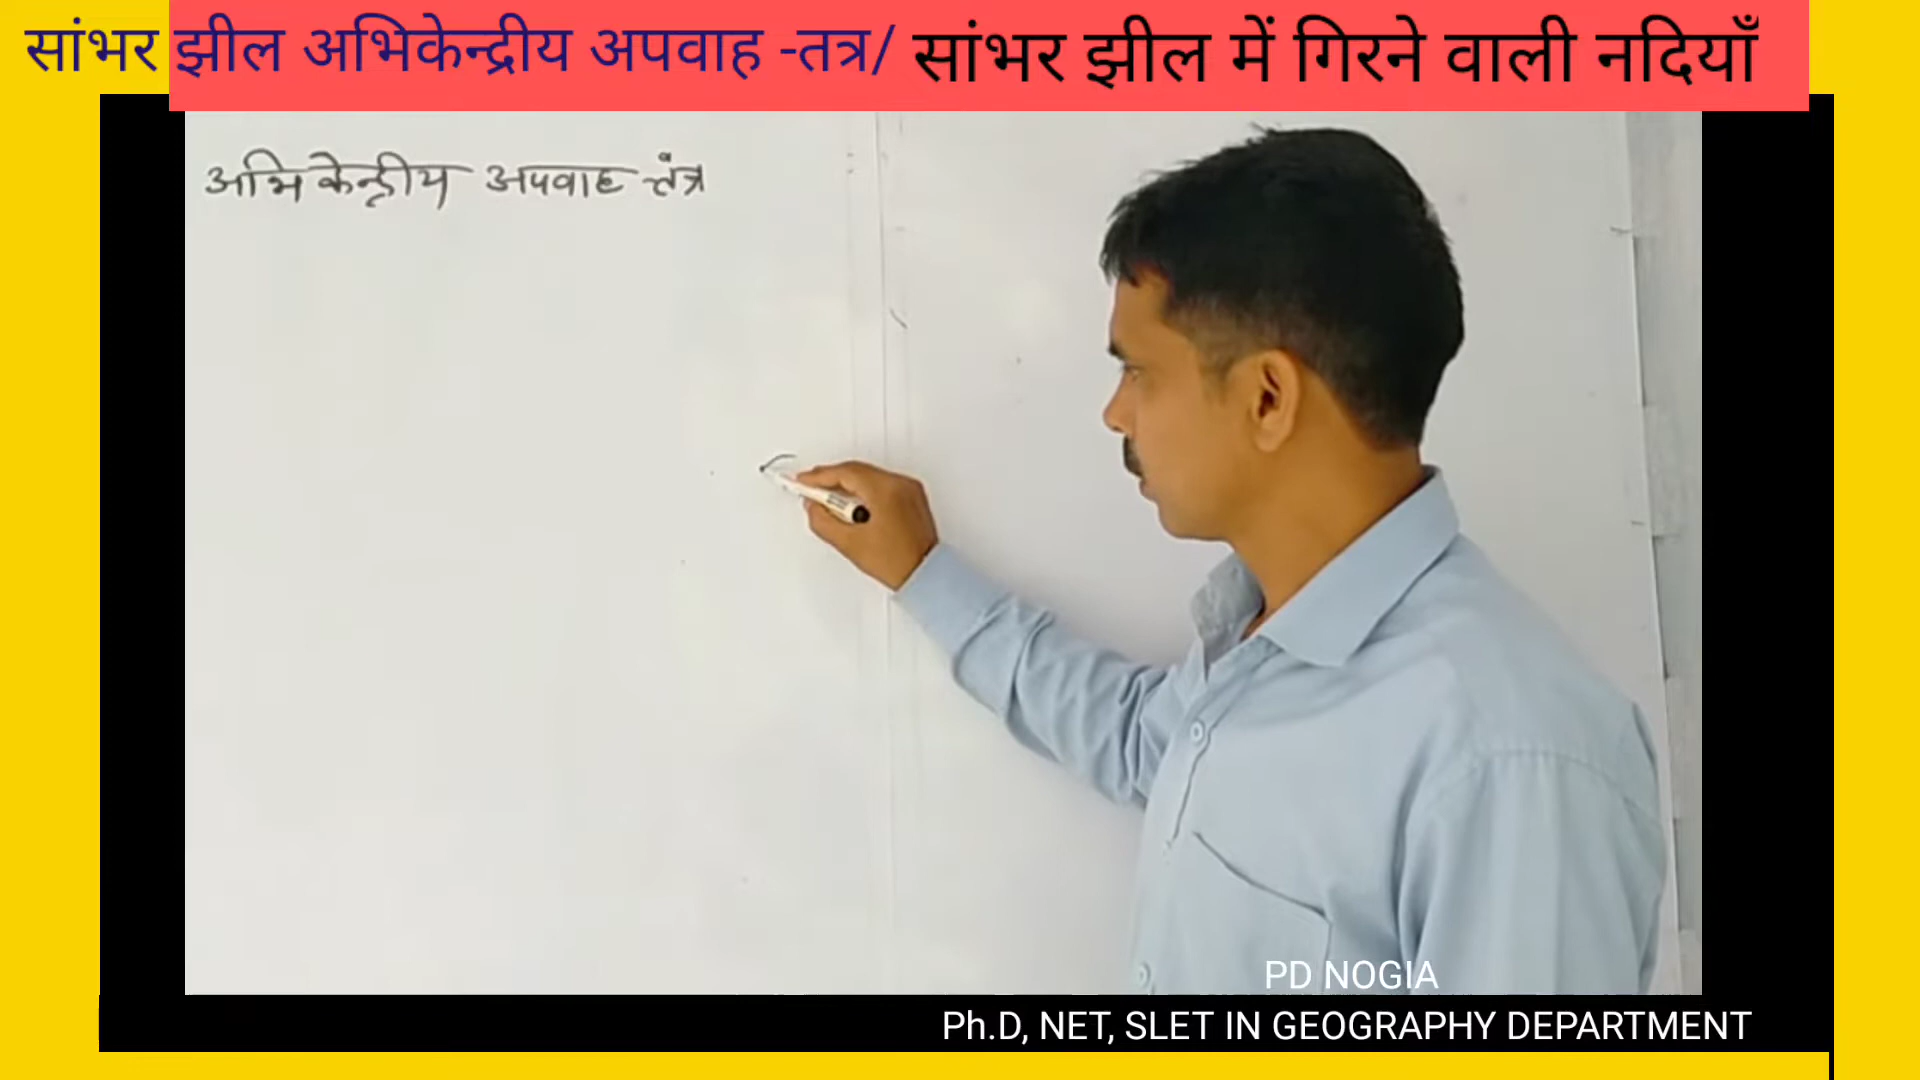 सांभर झील अभिकेन्द्रीय अपवाह -तत्र/ सांभर झील में गिरने वाली नदियाँ
अभिकेन्द्रीय अपवाह तंत्र
PD NOGIA
Ph.D, NET, SLET IN GEOGRAPHY DEPARTMENT